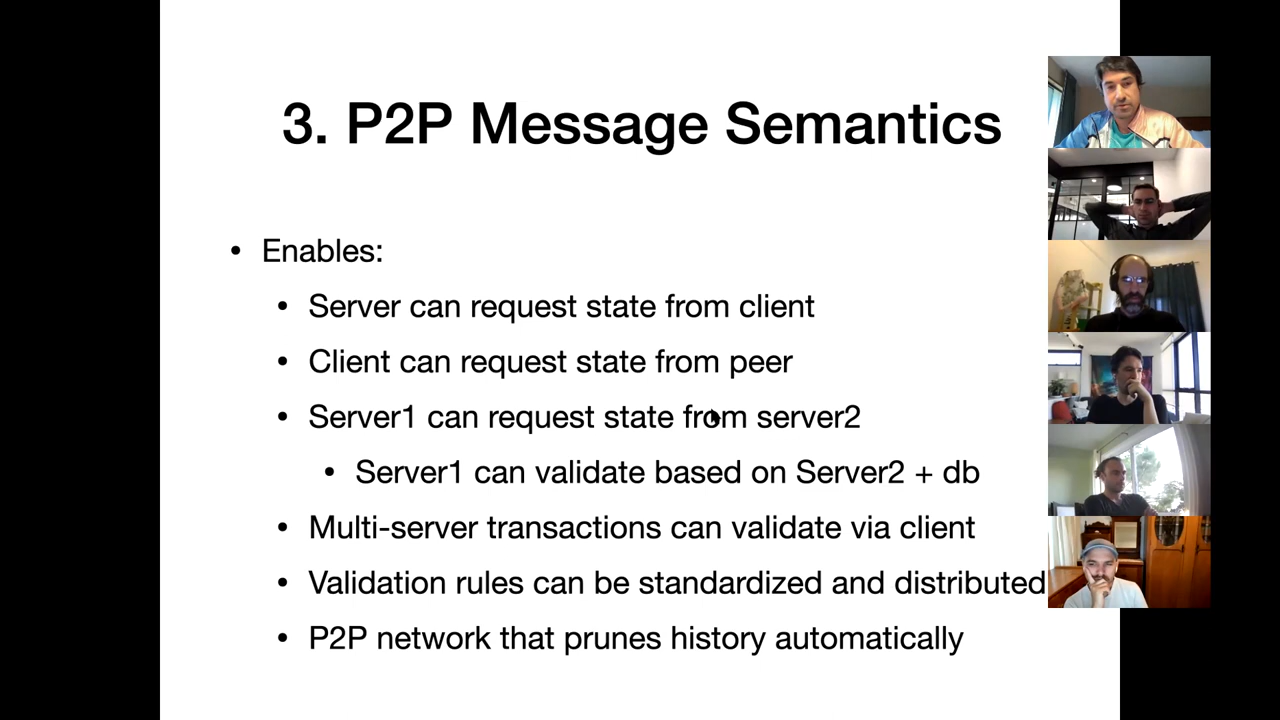 3. P2P Message Semantics
• Enables:
• Server can request state from client
• Client can request state from peer
• Server1 can request state from server2
• Server1 can validate based on Server2 + db
• Multi-server transactions can validate via client
• Validation rules can be standardized and distributed
• P2P network that prunes history automatically